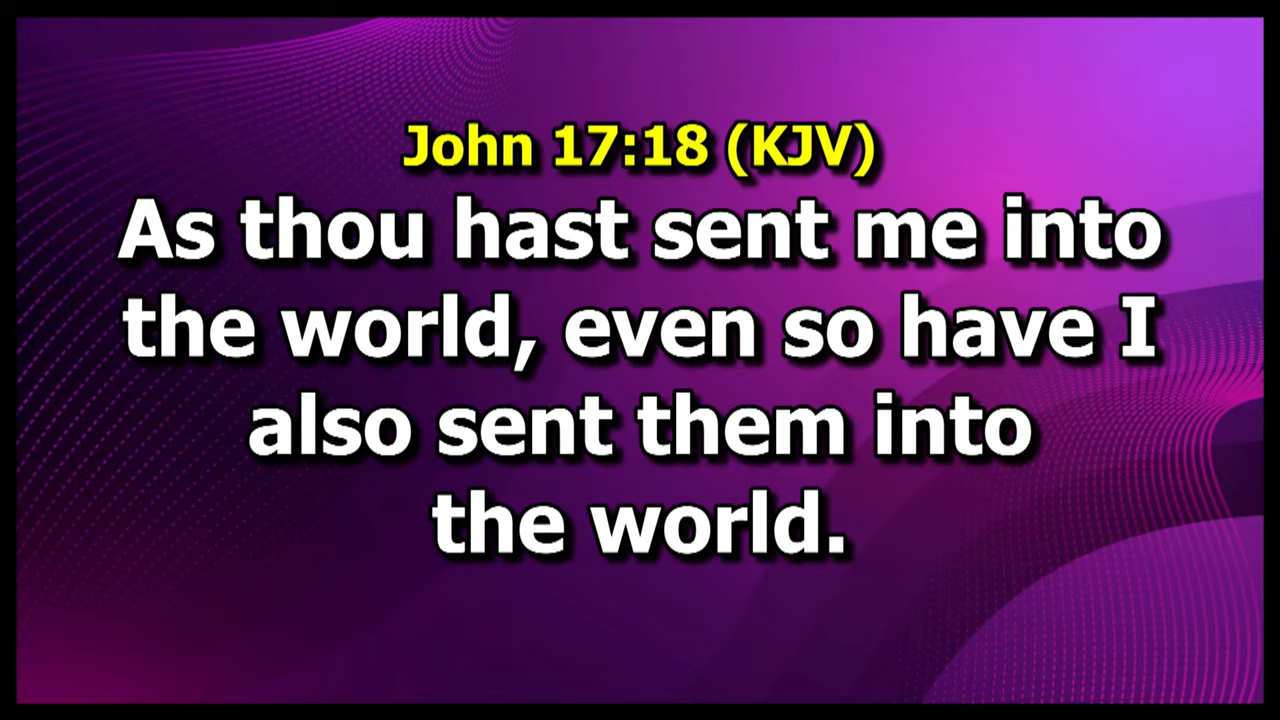 John 17:18 (KJV)
As thou hast sent me into
the world, even so have I
also sent them into
the world.